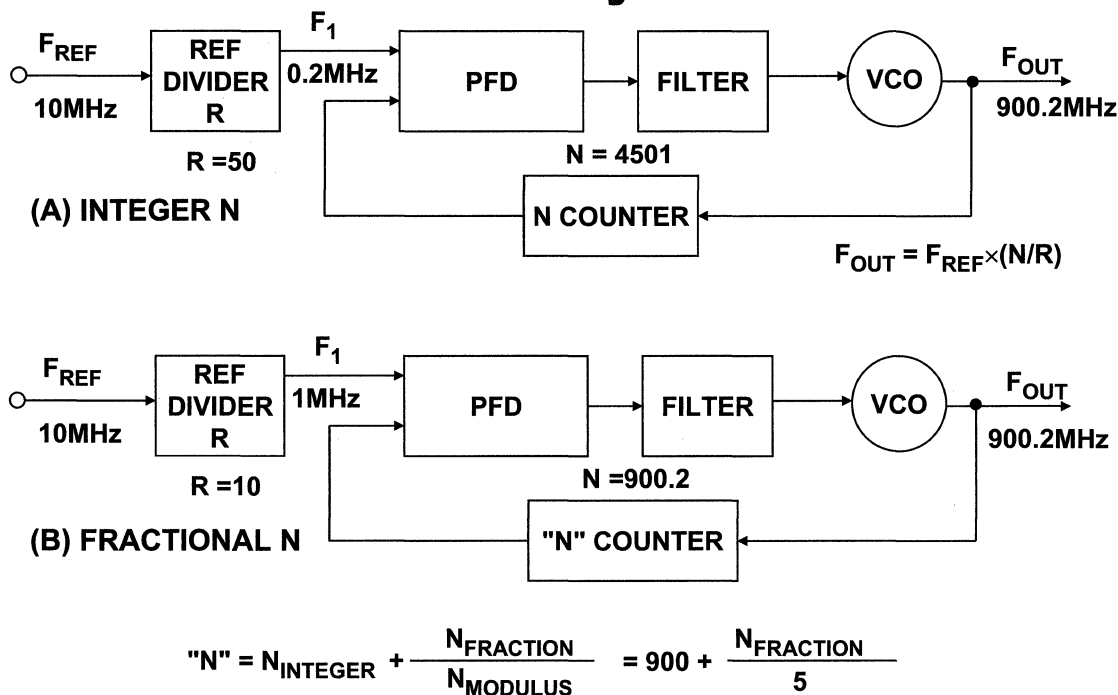 F_REF
10MHz
REF
DIVIDER
R
R =50
F_1
0.2MHz
PFD
FILTER
VCO
F_OUT
900.2MHz
N = 4501
N COUNTER
(A) INTEGER N
F_OUT = F_REF×(N/R)
F_REF
10MHz
REF
DIVIDER
R
R =10
F_1
1MHz
PFD
FILTER
VCO
F_OUT
900.2MHz
N =900.2
"N" COUNTER
(B) FRACTIONAL N
"N" = N_INTEGER + N_FRACTION / N_MODULUS = 900 + N_FRACTION / 5